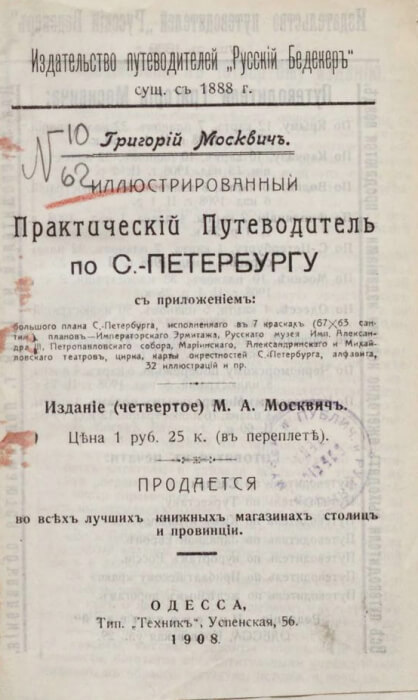 Издательство путеводителей „Русскій Бедекеръ“
сущ. съ 1888 г.
N 10
62
Григорій Москвичъ.
ИЛЛЮСТРИРОВАННЫЙ
Практическій Путеводитель
по С.-ПЕТЕРБУРГУ
съ приложеніемъ:
большого плана С.-Петербурга, исполненнаго въ 7 краскахъ (67×63 сан-
тим.), плановъ—Императорскаго Эрмитажа, Русскаго музея Имп. Алексан-
дра III, Петропавловскаго собора, Маріинскаго, Александринскаго и Михай-
ловскаго театровъ, цирка, карты окрестностей С.-Петербурга, алфавита,
32 иллюстрацій и пр.
Изданіе (четвертое) М. А. Москвичъ.
Цѣна 1 руб. 25 к. (въ переплетѣ).
ПРОДАЕТСЯ
во всѣхъ лучшихъ книжныхъ магазинахъ столицъ
и провинціи.
ОДЕССА,
Тип. „Техникъ“, Успенская, 56.
1908.